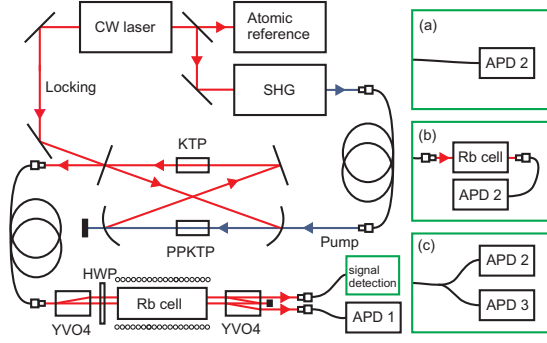 CW laser
Atomic
reference
Locking
SHG
KTP
PPKTP
Pump
HWP
Rb cell
YVO4
YVO4
signal
detection
APD 1
(a)
APD 2
(b)
Rb cell
APD 2
(c)
APD 2
APD 3